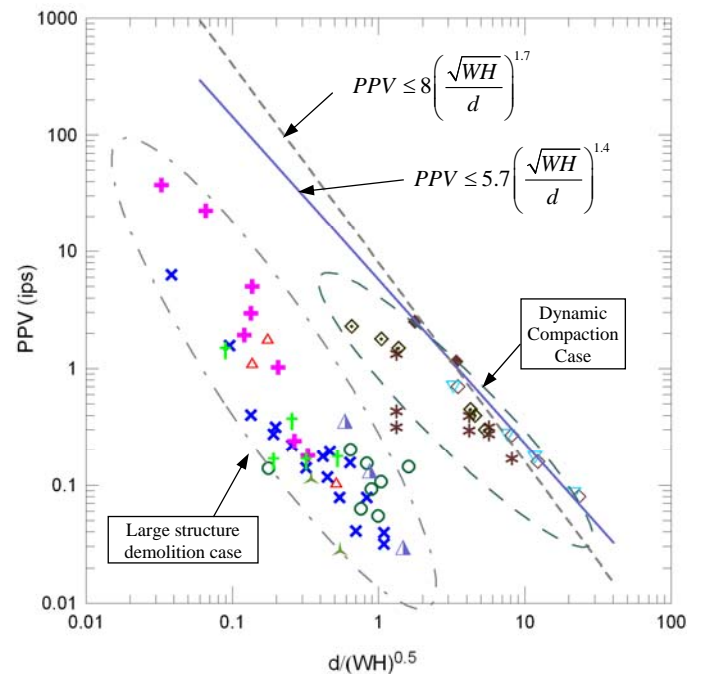 1000
100
10
1
0.1
0.01
PPV (ips)
PPV ≤ 8(√WH/d)^1.7
PPV ≤ 5.7(√WH/d)^1.4
Dynamic
Compaction
Case
Large structure
demolition case
0.01 0.1 1 10 100
d/(WH)^0.5